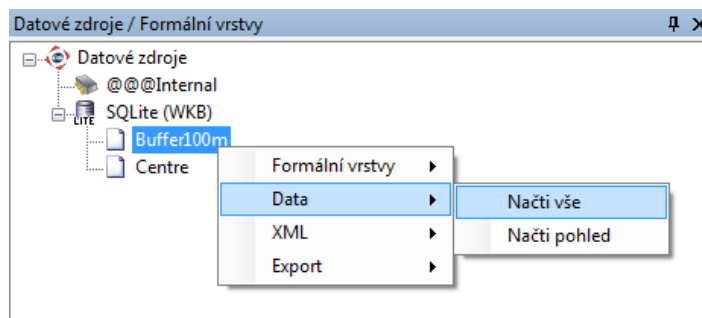 Datové zdroje / Formální vrstvy
Datové zdroje
@@@Internal
LITE SQLite (WKB)
Buffer100m
Centre
Formální vrstvy
Data
XML
Export
Načti vše
Načti pohled